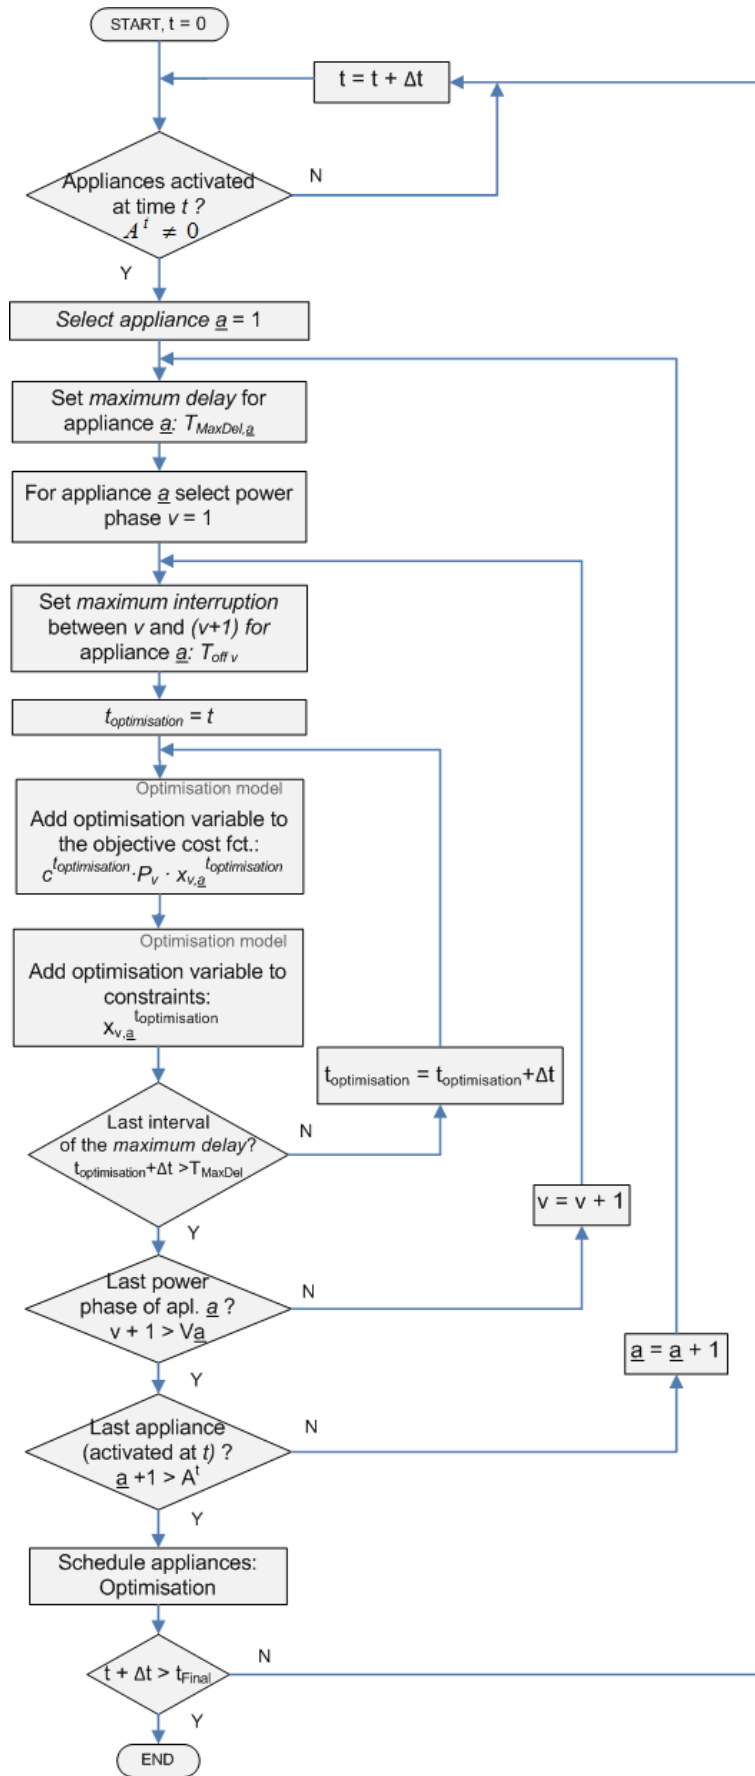 START, t = 0
t = t + Δt
Appliances activated
at time t ?
A^t ≠ 0
N
Y
Select appliance a = 1
Set maximum delay for
appliance a: T_MaxDel,a
For appliance a select power
phase v = 1
Set maximum interruption
between v and (v+1) for
appliance a: T_off v
t_optimisation = t
Optimisation model
Add optimisation variable to
the objective cost fct.:
c^t_optimisation · P_v · x_v,a^t_optimisation
Optimisation model
Add optimisation variable to
constraints:
x_v,a^t_optimisation
t_optimisation = t_optimisation+Δt
Last interval
of the maximum delay?
t_optimisation+Δt >T_MaxDel
N
Y
v = v + 1
Last power
phase of apl. a ?
v + 1 > Va
N
Y
a = a + 1
Last appliance
(activated at t) ?
a +1 > A^t
N
Y
Schedule appliances:
Optimisation
t + Δt > t_Final
N
Y
END